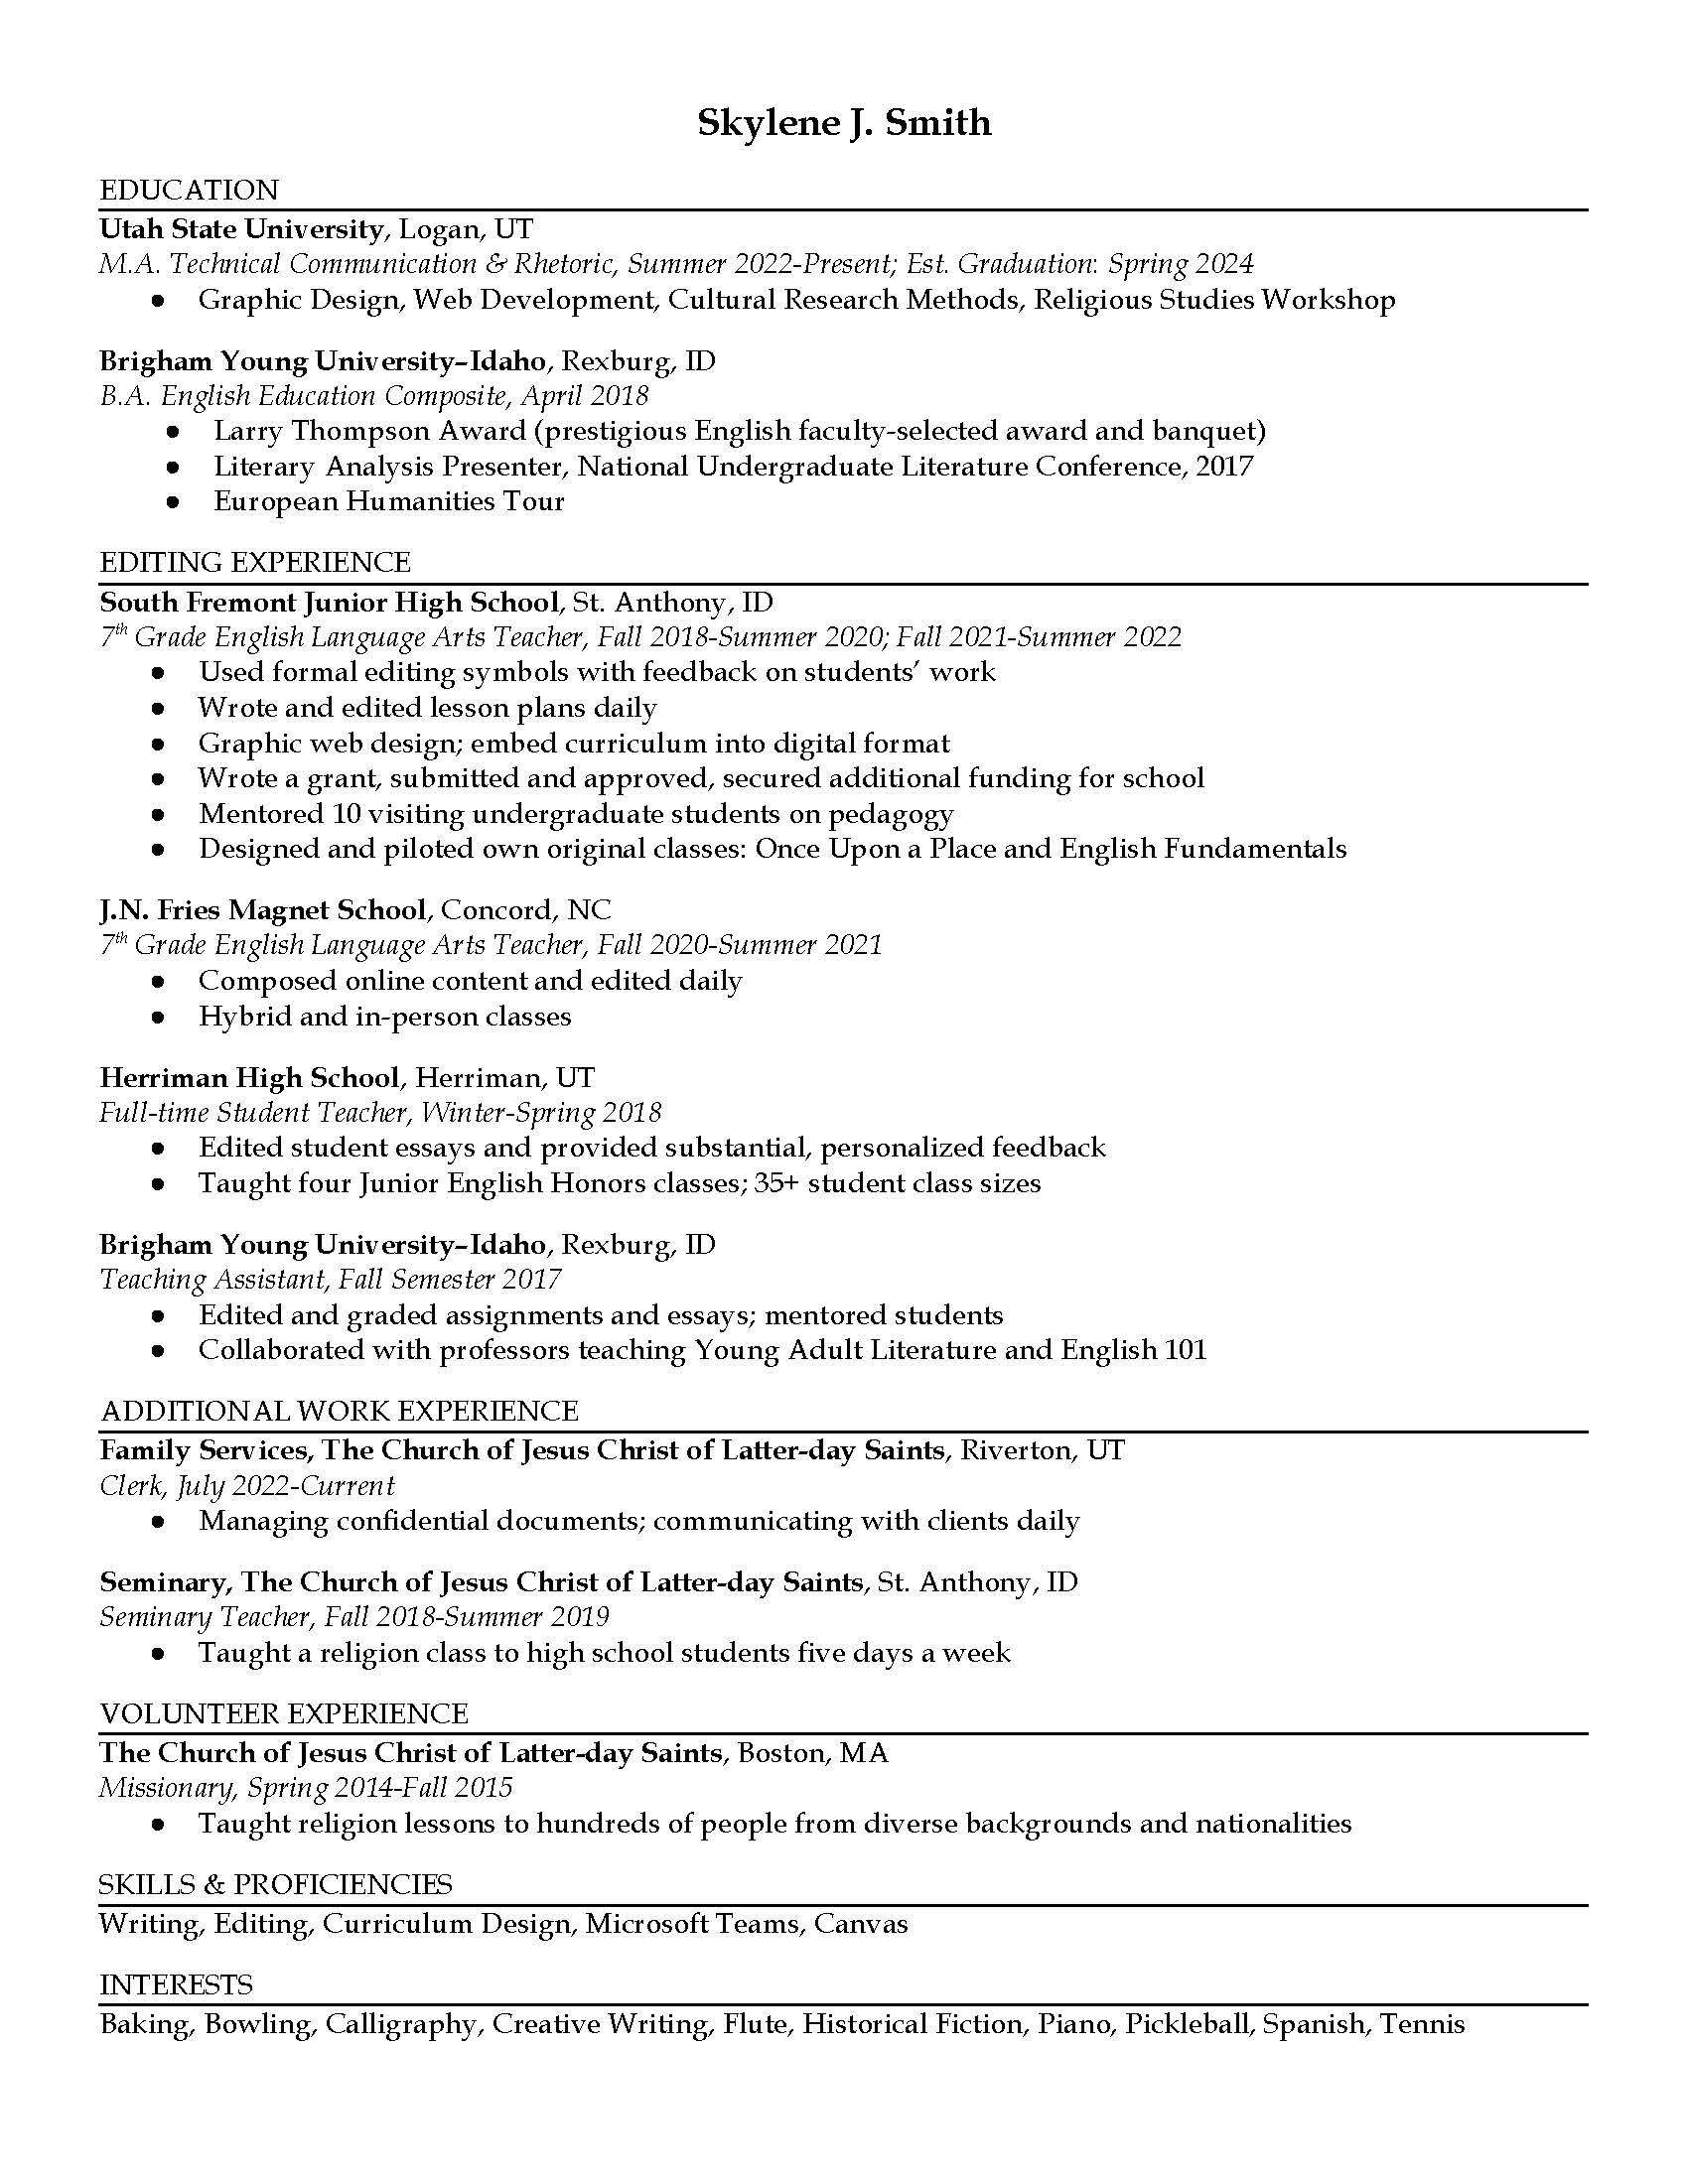 Skylene J. Smith
EDUCATION
Utah State University, Logan, UT
M.A. Technical Communication & Rhetoric, Summer 2022-Present; Est. Graduation: Spring 2024
● Graphic Design, Web Development, Cultural Research Methods, Religious Studies Workshop
Brigham Young University–Idaho, Rexburg, ID
B.A. English Education Composite, April 2018
● Larry Thompson Award (prestigious English faculty-selected award and banquet)
● Literary Analysis Presenter, National Undergraduate Literature Conference, 2017
● European Humanities Tour
EDITING EXPERIENCE
South Fremont Junior High School, St. Anthony, ID
7th Grade English Language Arts Teacher, Fall 2018-Summer 2020; Fall 2021-Summer 2022
● Used formal editing symbols with feedback on students’ work
● Wrote and edited lesson plans daily
● Graphic web design; embed curriculum into digital format
● Wrote a grant, submitted and approved, secured additional funding for school
● Mentored 10 visiting undergraduate students on pedagogy
● Designed and piloted own original classes: Once Upon a Place and English Fundamentals
J.N. Fries Magnet School, Concord, NC
7th Grade English Language Arts Teacher, Fall 2020-Summer 2021
● Composed online content and edited daily
● Hybrid and in-person classes
Herriman High School, Herriman, UT
Full-time Student Teacher, Winter-Spring 2018
● Edited student essays and provided substantial, personalized feedback
● Taught four Junior English Honors classes; 35+ student class sizes
Brigham Young University–Idaho, Rexburg, ID
Teaching Assistant, Fall Semester 2017
● Edited and graded assignments and essays; mentored students
● Collaborated with professors teaching Young Adult Literature and English 101
ADDITIONAL WORK EXPERIENCE
Family Services, The Church of Jesus Christ of Latter-day Saints, Riverton, UT
Clerk, July 2022-Current
● Managing confidential documents; communicating with clients daily
Seminary, The Church of Jesus Christ of Latter-day Saints, St. Anthony, ID
Seminary Teacher, Fall 2018-Summer 2019
● Taught a religion class to high school students five days a week
VOLUNTEER EXPERIENCE
The Church of Jesus Christ of Latter-day Saints, Boston, MA
Missionary, Spring 2014-Fall 2015
● Taught religion lessons to hundreds of people from diverse backgrounds and nationalities
SKILLS & PROFICIENCIES
Writing, Editing, Curriculum Design, Microsoft Teams, Canvas
INTERESTS
Baking, Bowling, Calligraphy, Creative Writing, Flute, Historical Fiction, Piano, Pickleball, Spanish, Tennis